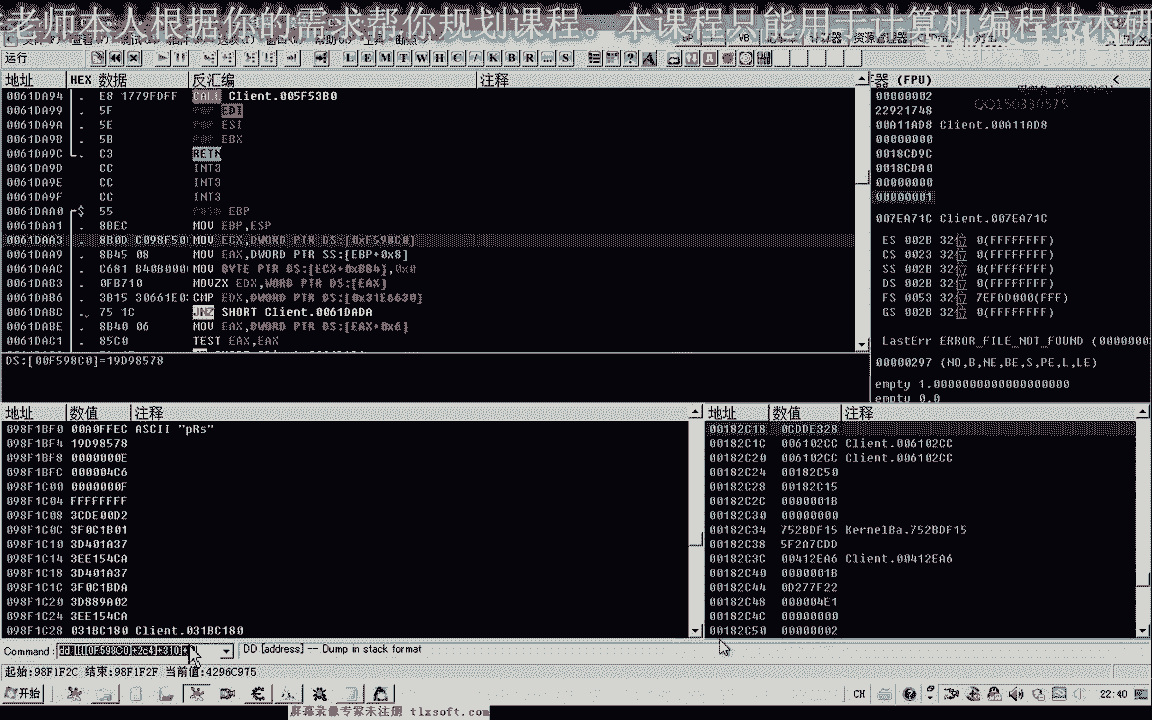 老师本人根据你的需求帮你规划课程。本课程只能用于计算机编程技术研
运行 L E M T W H C / K B R ... S
地址 HEX 数据 反汇编 注释
0061DA94 . E8 1779FDFF CALL Client.005F53B0
0061DA99 . 5F POP EDI
0061DA9A . 5E POP ESI
0061DA9B . 5B POP EBX
0061DA9C . C3 RETN
0061DA9D CC INT3
0061DA9E CC INT3
0061DA9F CC INT3
0061DAA0 $ 55 PUSH EBP
0061DAA1 . 8BEC MOV EBP,ESP
0061DAA3 . 8B0D C098F50 MOV ECX,DWORD PTR DS:[0xF598C0]
0061DAA9 . 8B45 08 MOV EAX,DWORD PTR SS:[EBP+0x8]
0061DAAC . C681 B40B000 MOV BYTE PTR DS:[ECX+0xBB4],0x0
0061DAB3 . 0FB710 MOVZX EDX,WORD PTR DS:[EAX]
0061DAB6 . 3B15 30661E0 CMP EDX,DWORD PTR DS:[0x31E6630]
0061DABC . 75 1C JNZ SHORT Client.0061DADA
0061DABE . 8B40 06 MOV EAX,DWORD PTR DS:[EAX+0x6]
0061DAC1 . 85C0 TEST EAX,EAX
DS:[00F598C0]=19D98578
器 (FPU) <
00000002
22921748
00A11AD8 Client.00A11AD8
00000000
0018CD9C
0018CDA0
00000000
00000001
007EA71C Client.007EA71C
ES 002B 32位 0(FFFFFFFF)
CS 0023 32位 0(FFFFFFFF)
SS 002B 32位 0(FFFFFFFF)
DS 002B 32位 0(FFFFFFFF)
FS 0053 32位 7EFDD000(FFF)
GS 002B 32位 0(FFFFFFFF)
LastErr ERROR_FILE_NOT_FOUND (0000000
00000297 (NO,B,NE,BE,S,PE,L,LE)
empty 1.0000000000000000000
empty 0.0
地址 数值 注释
098F1BF0 00A0FFEC ASCII "pRs"
098F1BF4 19D98578
098F1BF8 0000000E
098F1BFC 000004C6
098F1C00 0000000F
098F1C04 FFFFFFFF
098F1C08 3CDE00D2
098F1C0C 3F0C1B01
098F1C10 3D401A37
098F1C14 3EE154CA
098F1C18 3D401A37
098F1C1C 3F0C1BDA
098F1C20 3D889A02
098F1C24 3EE154CA
098F1C28 031BC180 Client.031BC180
地址 数值 注释
00182C18 0CDDE328
00182C1C 006102CC Client.006102CC
00182C20 006102CC Client.006102CC
00182C24 00182C50
00182C28 00182C15
00182C2C 0000001B
00182C30 00000000
00182C34 752BDF15 KernelBa.752BDF15
00182C38 5F2A7CDD
00182C3C 00412EA6 Client.00412EA6
00182C40 0000001B
00182C44 0D277F22
00182C48 000004E1
00182C4C 00000000
00182C50 00000002
Command: dd [[[0F598C0]+2c4]+310]+ DD [address] -- Dump in stack format
起始:98F1F2C 结束:98F1F2F 当前值:4296C975
开始 CH 22:40
屏幕录像专家未注册 tlxsoft.com